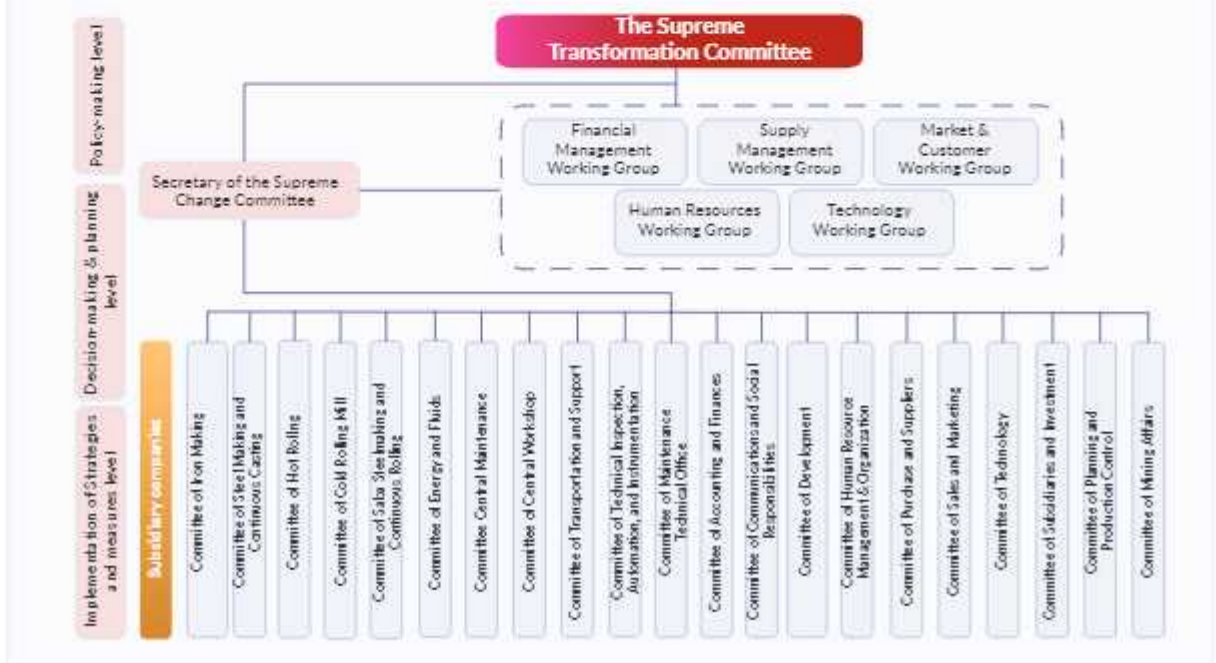 The Supreme
Transformation Committee
Policy-making level
Financial
Management
Working Group
Supply
Management
Working Group
Market &
Customer
Working Group
Secretary of the Supreme
Change Committee
Human Resources
Working Group
Technology
Working Group
Decision-making & planning
level
Implementation of Strategies
and measures level
Subsidiary companies
Committee of Iron Making
Committee of Steel Making and
Continuous Casting
Committee of Hot Rolling
Committee of Cold Rolling Mill
Committee of Saba Steelmaking and
Continuous Rolling
Committee of Energy and Fluids
Committee Central Maintenance
Committee of Central Workshop
Committee of Transportation and Support
Committee of Technical Inspection,
Automation, and Instrumentation
Committee of Maintenance
Technical Office
Committee of Accounting and Finances
Committee of Communications and Social
Responsibilities
Committee of Development
Committee of Human Resource
Management & Organization
Committee of Purchase and Suppliers
Committee of Sales and Marketing
Committee of Technology
Committee of Subsidiaries and Investment
Committee of Planning and
Production Control
Committee of Mining Affairs